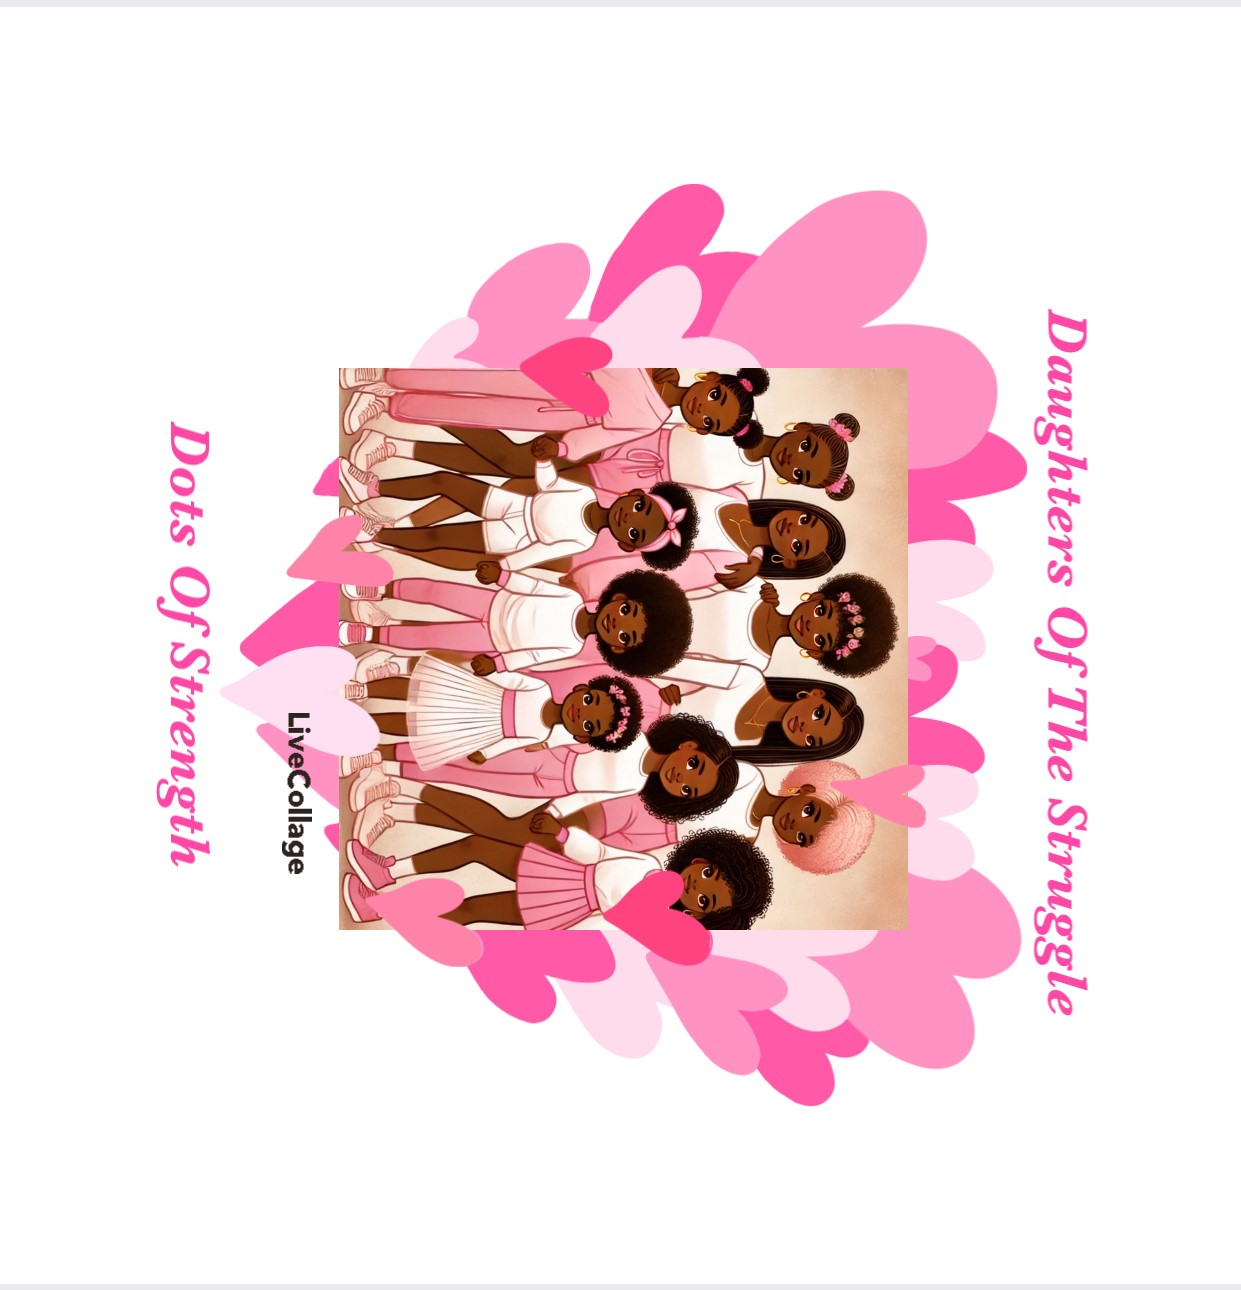 Daughters Of The Struggle
LiveCollage
Dots Of Strength